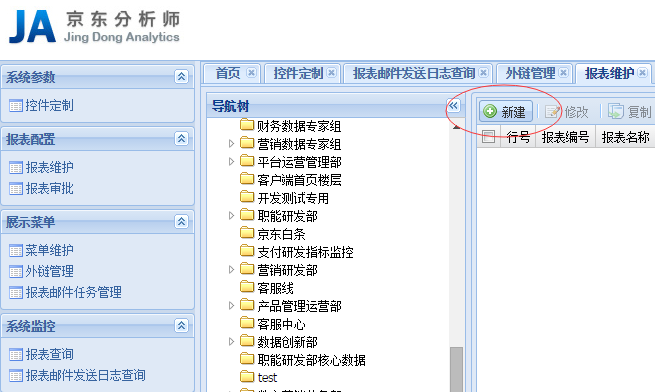 JA 京东分析师
Jing Dong Analytics
首页 控件定制 报表邮件发送日志查询 外链管理 报表维护
系统参数
控件定制
报表配置
报表维护
报表审批
展示菜单
菜单维护
外链管理
报表邮件任务管理
系统监控
报表查询
报表邮件发送日志查询
导航树
财务数据专家组
营销数据专家组
平台运营管理部
客户端首页楼层
开发测试专用
职能研发部
京东白条
支付研发指标监控
营销研发部
客服线
产品管理运营部
客服中心
数据创新部
职能研发部核心数据
test
新建 修改 复制
行号 报表编号 报表名称